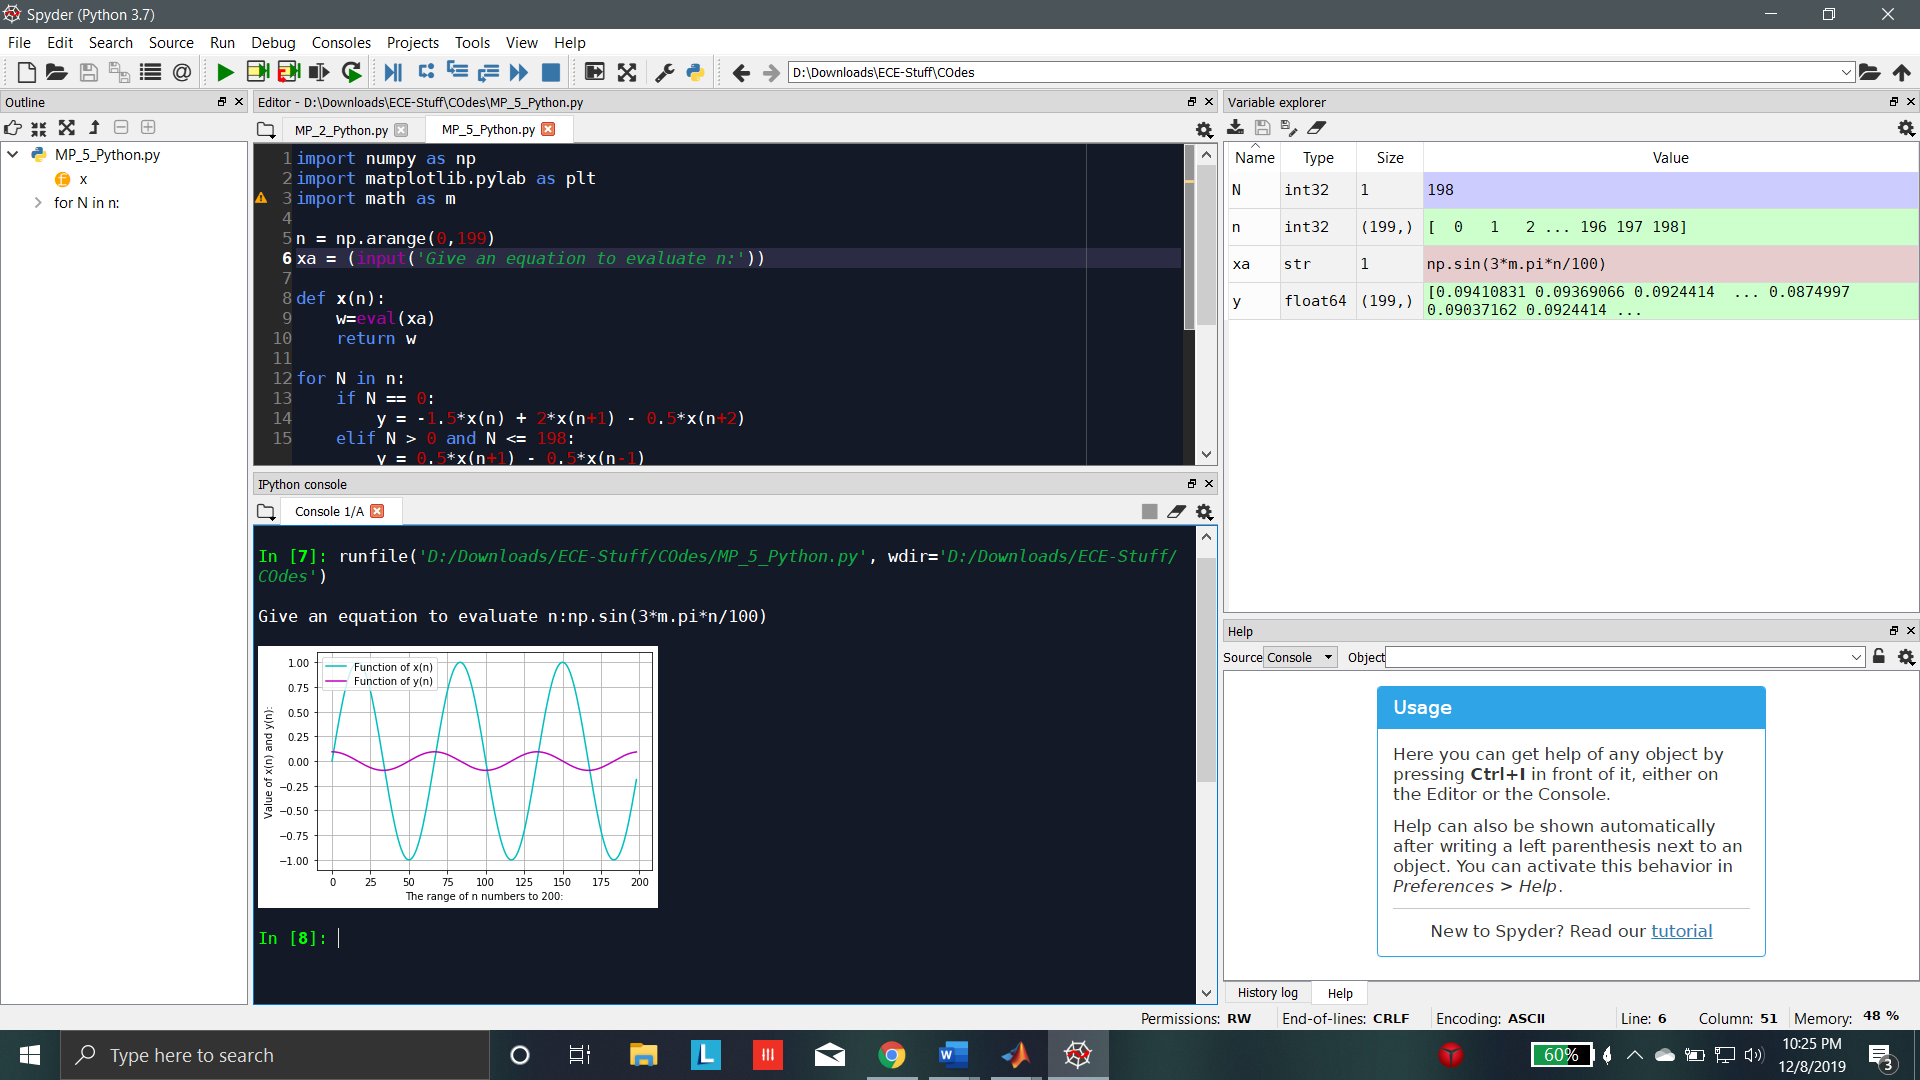 Spyder (Python 3.7)
File Edit Search Source Run Debug Consoles Projects Tools View Help
D:\Downloads\ECE-Stuff\COdes
Outline
MP_5_Python.py
x
for N in n:
Editor - D:\Downloads\ECE-Stuff\COdes\MP_5_Python.py
MP_2_Python.py MP_5_Python.py
1 import numpy as np
2 import matplotlib.pylab as plt
3 import math as m
4
5 n = np.arange(0,199)
6 xa = (input('Give an equation to evaluate n:'))
7
8 def x(n):
9 w=eval(xa)
10 return w
11
12 for N in n:
13 if N == 0:
14 y = -1.5*x(n) + 2*x(n+1) - 0.5*x(n+2)
15 elif N > 0 and N <= 198:
y = 0.5*x(n+1) - 0.5*x(n-1)
IPython console
Console 1/A
In [7]: runfile('D:/Downloads/ECE-Stuff/COdes/MP_5_Python.py', wdir='D:/Downloads/ECE-Stuff/
COdes')
Give an equation to evaluate n:np.sin(3*m.pi*n/100)
Function of x(n)
Function of y(n)
Value of x(n) and y(n):
1.00
0.75
0.50
0.25
0.00
−0.25
−0.50
−0.75
−1.00
0 25 50 75 100 125 150 175 200
The range of n numbers to 200:
In [8]:
Variable explorer
Name Type Size Value
N int32 1 198
n int32 (199,) [ 0 1 2 ... 196 197 198]
xa str 1 np.sin(3*m.pi*n/100)
y float64 (199,) [0.09410831 0.09369066 0.0924414 ... 0.0874997
0.09037162 0.0924414 ...
Help
Source Console Object
Usage
Here you can get help of any object by
pressing Ctrl+I in front of it, either on
the Editor or the Console.
Help can also be shown automatically
after writing a left parenthesis next to an
object. You can activate this behavior in
Preferences > Help.
New to Spyder? Read our tutorial
History log Help
Permissions: RW End-of-lines: CRLF Encoding: ASCII Line: 6 Column: 51 Memory: 48 %
Type here to search
60%
10:25 PM
12/8/2019
3